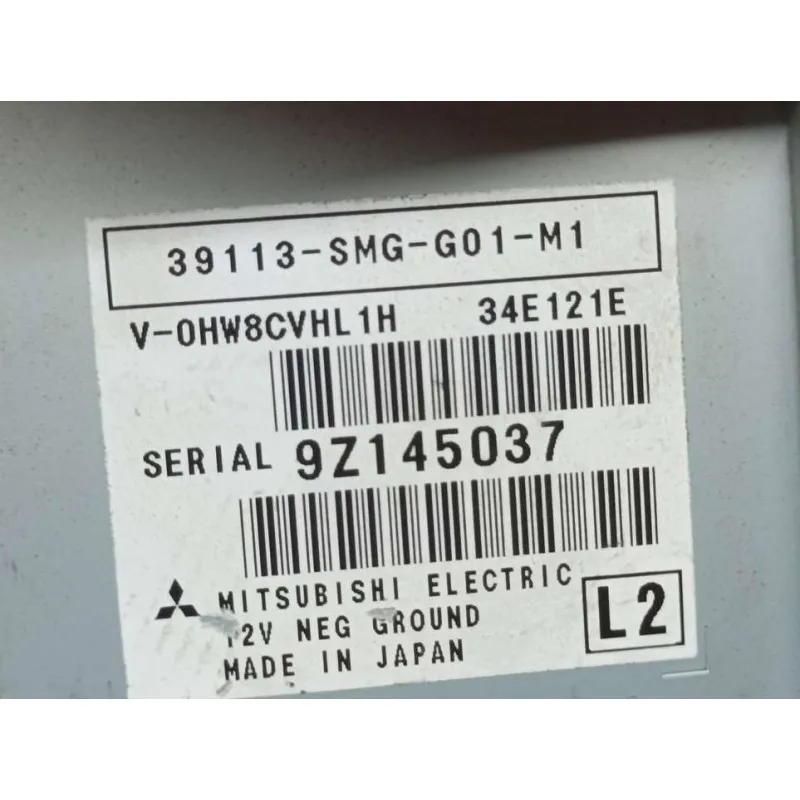 39113-SMG-G01-M1
V-0HW8CVHL1H 34E121E
SERIAL 9Z145037
MITSUBISHI ELECTRIC
12V NEG GROUND
MADE IN JAPAN
L2